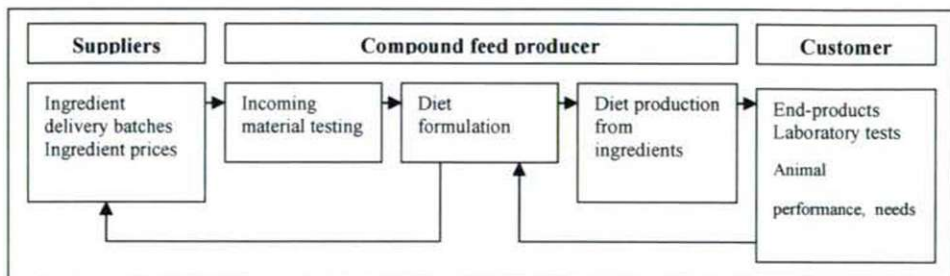 Suppliers
Compound feed producer
Customer
Ingredient
delivery batches
Ingredient prices
Incoming
material testing
Diet
formulation
Diet production
from
ingredients
End-products
Laboratory tests
Animal
performance, needs